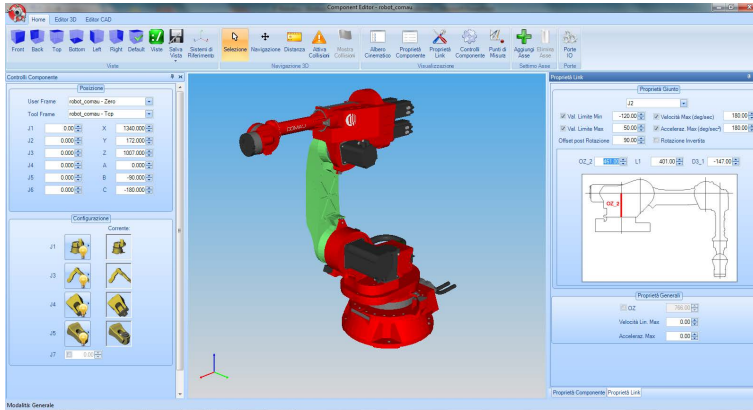 Component Editor - robot_comau
Home Editor 3D Editor CAD
Front Back Top Bottom Left Right Default Viste Salva Vista Sistemi di Riferimento Selezione Navigazione Distanza Attiva Collisioni Mostra Collisioni Albero Cinematico Proprietà Componente Proprietà Link Controlli Componente Punti di Misura Aggiungi Asse Elimina Asse Porte IO
Viste Navigazione 3D Visualizzazione Settimo Asse Porte
Controlli Componente
Posizione
User Frame robot_comau - Zero
Tool Frame robot_comau - Tcp
J1 0.00 X 1340.000
J2 0.000 Y 172.000
J3 0.000 Z 1007.000
J4 0.000 A 0.000
J5 0.000 B -90.000
J6 0.000 C -180.000
Configurazione
Corrente:
J1
J3
J4
J5
J7 0.00
COMAU
Proprietà Link
Proprietà Giunto
J2
Val. Limite Min -120.00 Velocità Max (deg/sec) 180.00
Val. Limite Max 50.00 Acceleraz. Max (deg/sec²) 180.00
Offset post Rotazione 90.00 Rotazione Invertita
OZ_2 L1 401.00 O3_1 -147.00
OZ_2
Proprietà Generali
OZ 766.00
Velocità Lin. Max 0.00
Acceleraz. Max 0.00
Proprietà Componente Proprietà Link
Modalità: Generale